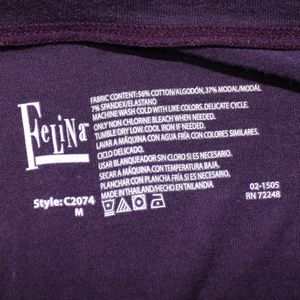 FABRIC CONTENT: 56% COTTON/ALGODÓN, 37% MODAL/MODAL
7% SPANDEX/ELASTANO
MACHINE WASH COLD WITH LIKE COLORS. DELICATE CYCLE.
ONLY NON CHLORINE BLEACH WHEN NEEDED.
TUMBLE DRY LOW. COOL IRON IF NEEDED.
LAVAR A MÁQUINA CON AGUA FRÍA CON COLORES SIMILARES.
CICLO DELICADO.
USAR BLANQUEADOR SIN CLORO SI ES NECESARIO.
SECAR A MÁQUINA CON TEMPERATURA BAJA.
PLANCHAR CON PLANCHA FRÍA SI ES NECESARIO.
MADE IN THAILAND/HECHO EN TAILANDIA
Felina
Style: C2074
M
02-1505
RN 72248